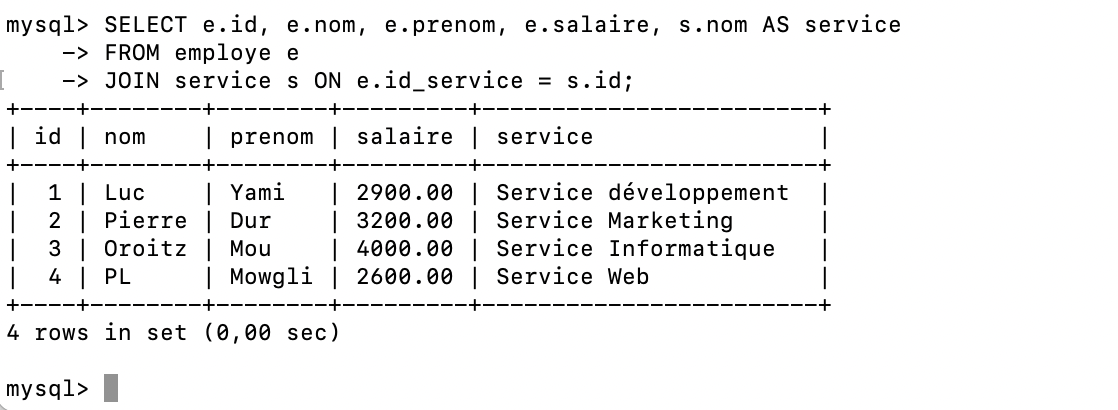 mysql> SELECT e.id, e.nom, e.prenom, e.salaire, s.nom AS service
    -> FROM employe e
    -> JOIN service s ON e.id_service = s.id;
+----+--------+--------+---------+------------------------+
| id | nom    | prenom | salaire | service                |
+----+--------+--------+---------+------------------------+
|  1 | Luc    | Yami   | 2900.00 | Service développement  |
|  2 | Pierre | Dur    | 3200.00 | Service Marketing      |
|  3 | Oroitz | Mou    | 4000.00 | Service Informatique   |
|  4 | PL     | Mowgli | 2600.00 | Service Web            |
+----+--------+--------+---------+------------------------+
4 rows in set (0,00 sec)
mysql>